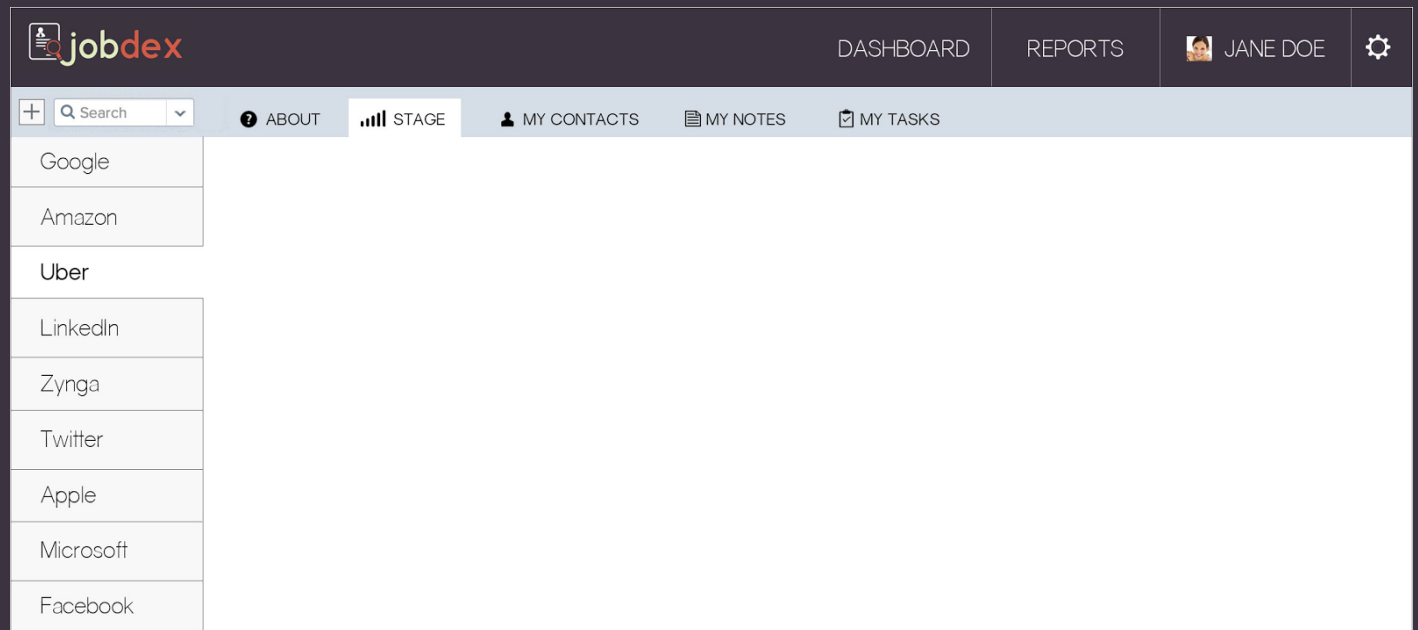 jobdex
DASHBOARD REPORTS JANE DOE
Search ABOUT STAGE MY CONTACTS MY NOTES MY TASKS
Google
Amazon
Uber
LinkedIn
Zynga
Twitter
Apple
Microsoft
Facebook